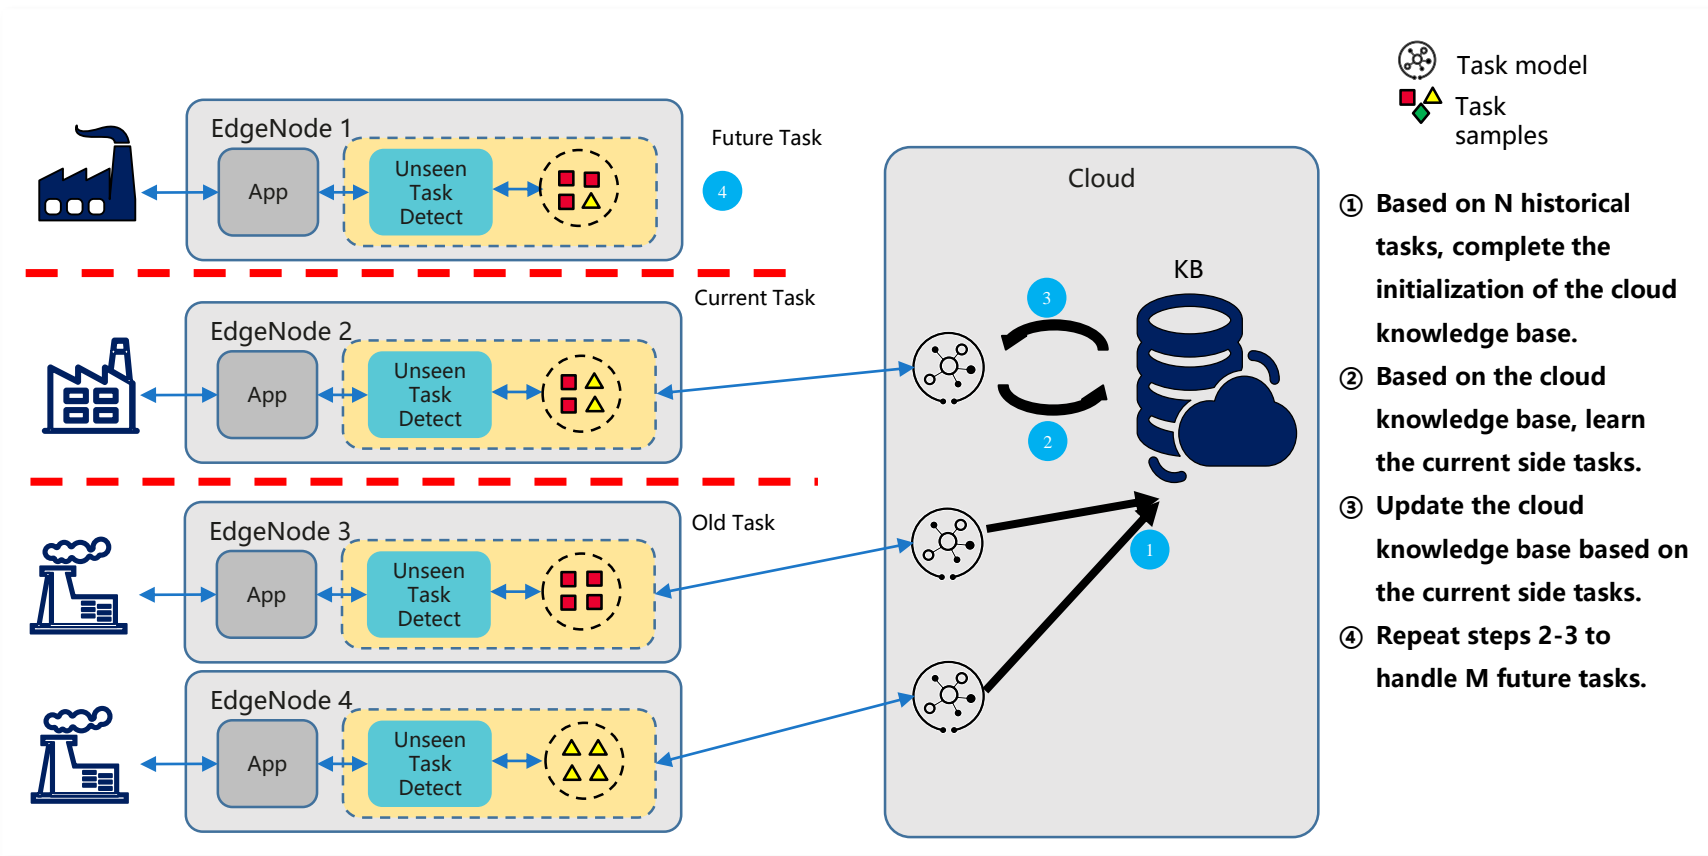 Task model
Task
samples
EdgeNode 1
App
Unseen
Task
Detect
Future Task
4
Current Task
EdgeNode 2
App
Unseen
Task
Detect
Old Task
EdgeNode 3
App
Unseen
Task
Detect
EdgeNode 4
App
Unseen
Task
Detect
Cloud
KB
3
2
1
① Based on N historical
tasks, complete the
initialization of the cloud
knowledge base.
② Based on the cloud
knowledge base, learn
the current side tasks.
③ Update the cloud
knowledge base based on
the current side tasks.
④ Repeat steps 2-3 to
handle M future tasks.